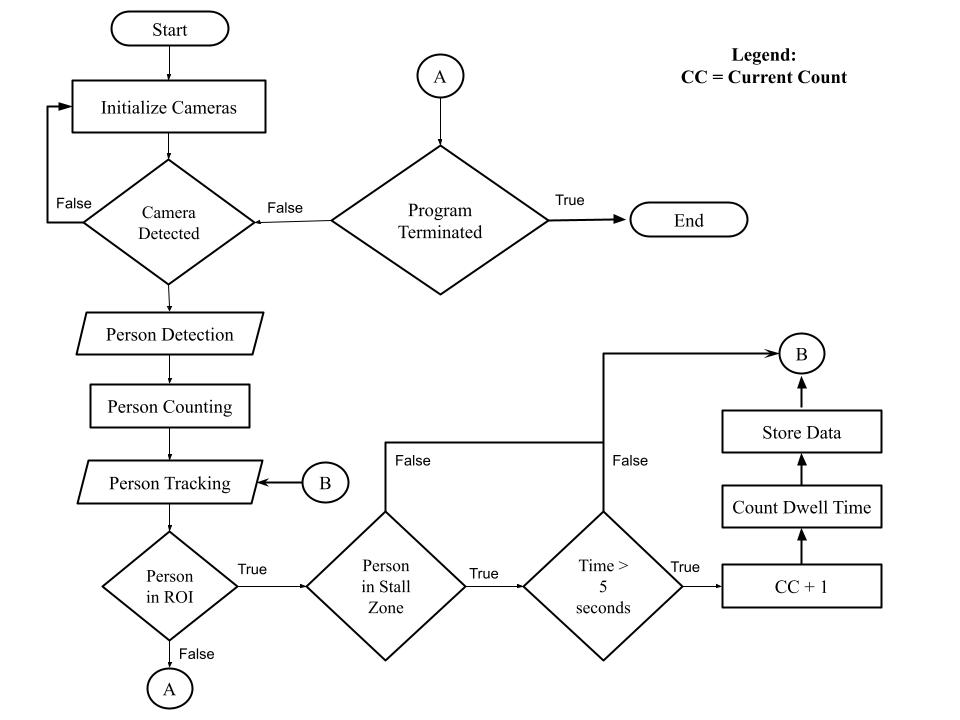 Start
A
Legend:
CC = Current Count
Initialize Cameras
False
Camera
Detected
False
Program
Terminated
True
End
Person Detection
B
Person Counting
Store Data
False
False
Person Tracking
B
Count Dwell Time
Person
in ROI
True
Person
in Stall
Zone
True
Time >
5
seconds
True
CC + 1
False
A